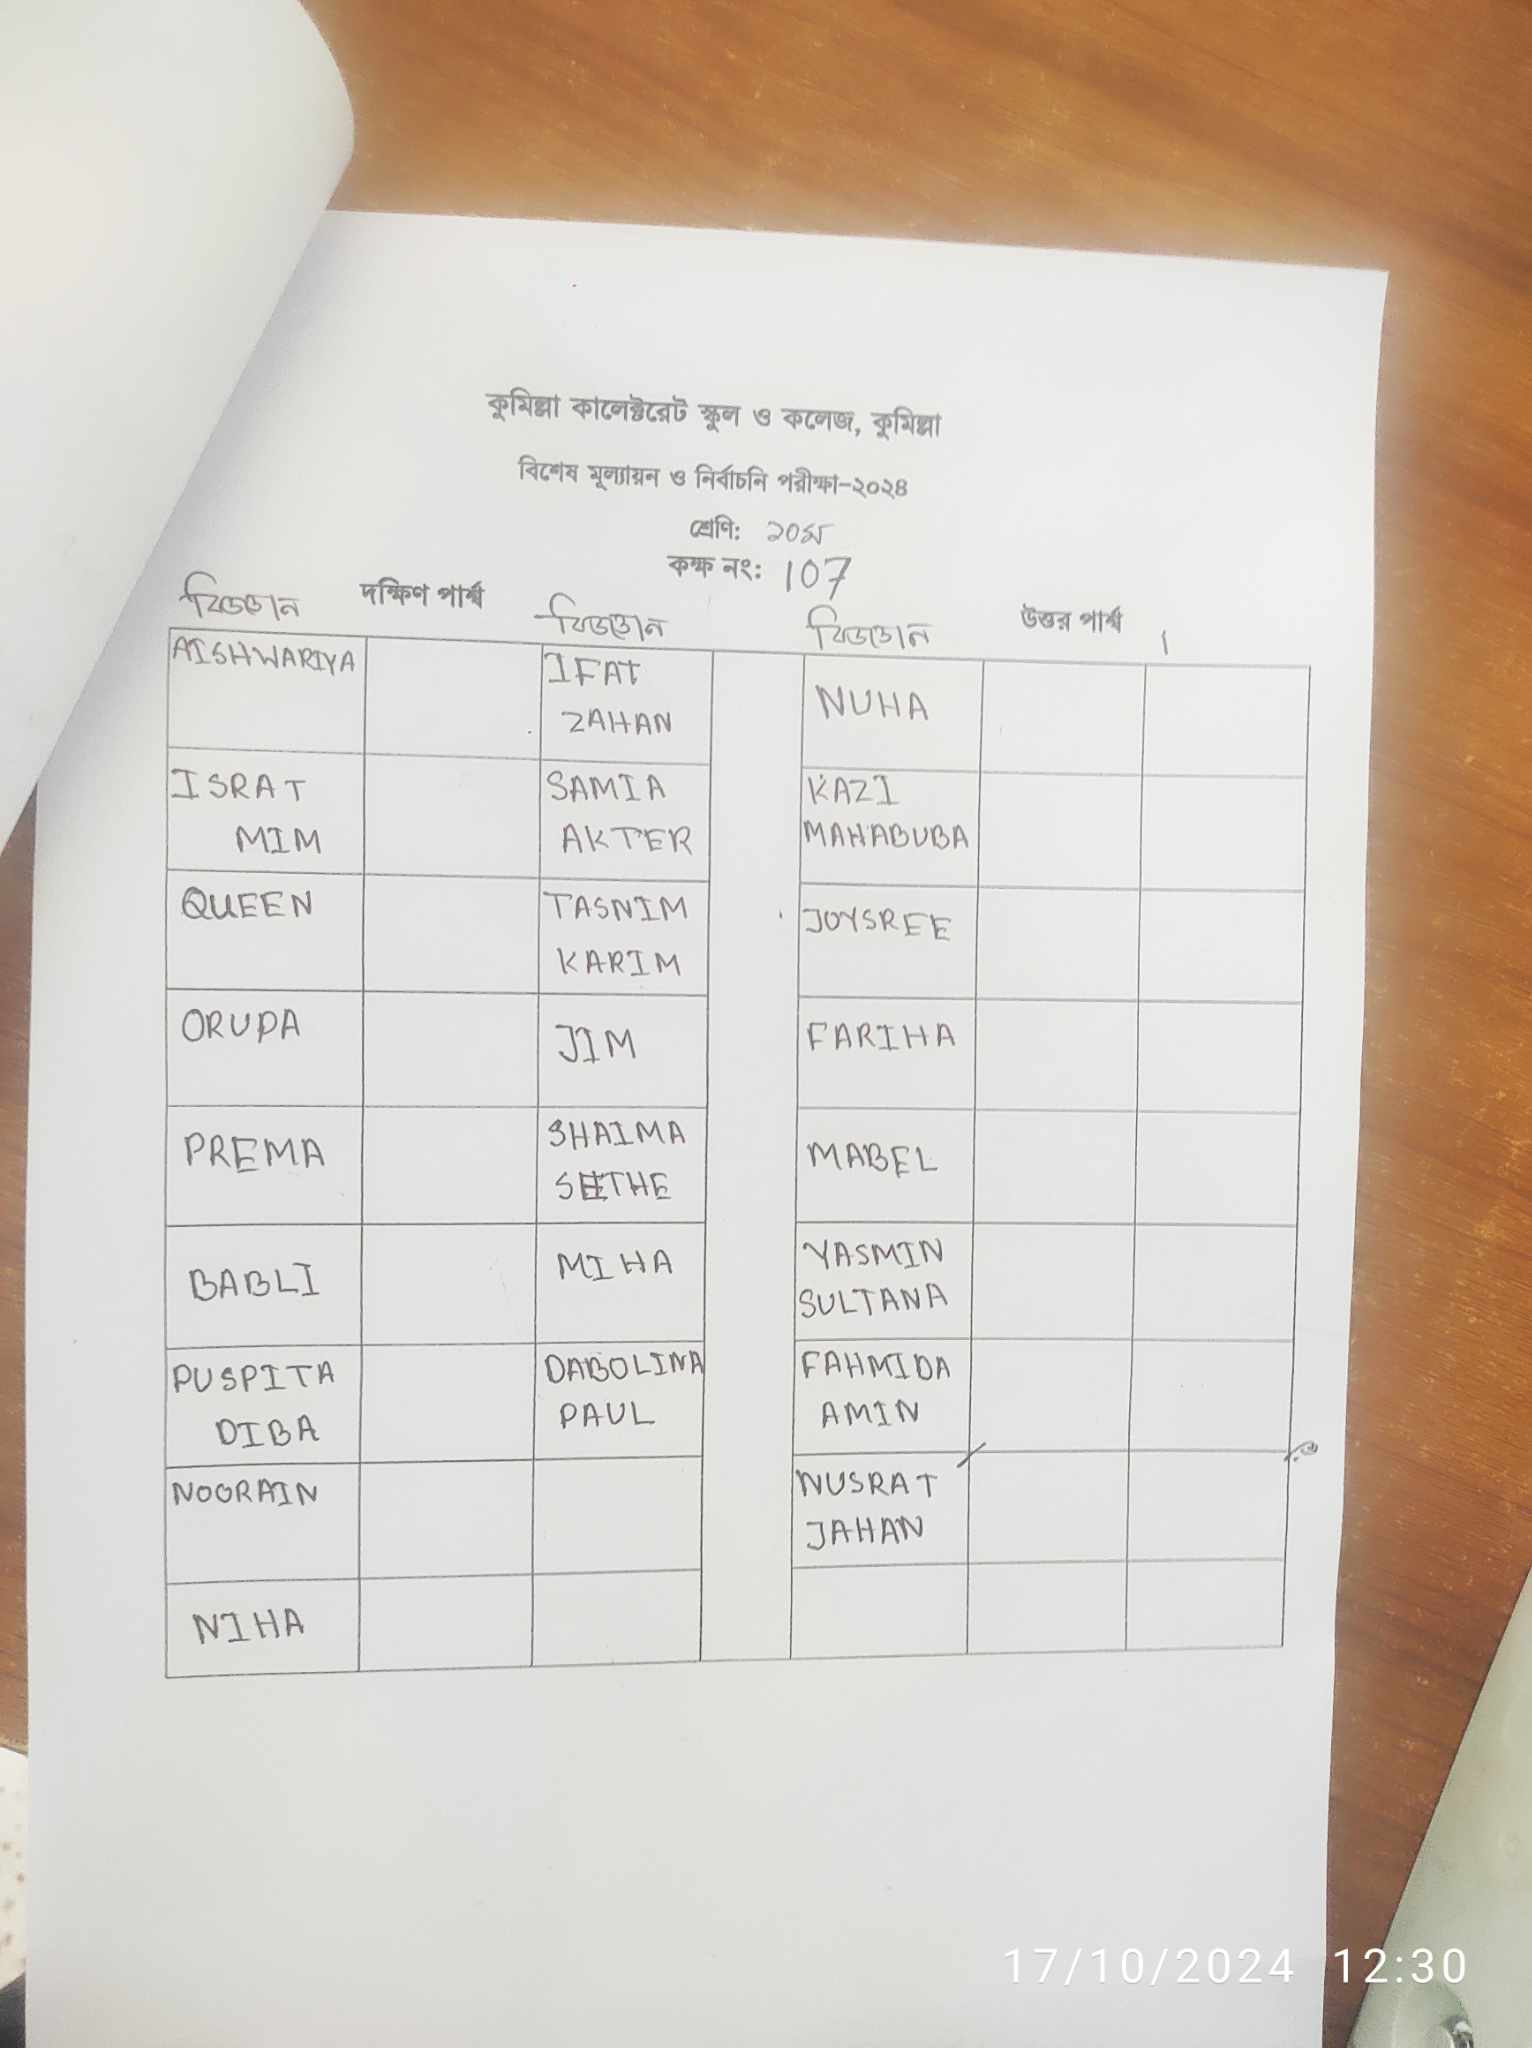 কুমিল্লা কালেক্টরেট স্কুল ও কলেজ, কুমিল্লা
বিশেষ মূল্যায়ন ও নির্বাচনি পরীক্ষা-২০২৪
শ্রেণি: ১০ম
কক্ষ নং: 107
দক্ষিণ পার্শ্ব
উত্তর পার্শ্ব
বিজ্ঞান
বিজ্ঞান
বিজ্ঞান
AISHWARIYA
IFAT
ZAHAN
NUHA
ISRAT
MIM
SAMIA
AKTER
KAZI
MAHABUBA
QUEEN
TASNIM
KARIM
JOYSREE
ORUPA
JIM
FARIHA
PREMA
SHAIMA
MABEL
BABLI
MIHA
YASMIN
SULTANA
PUSPITA
DIBA
DABOLINA
PAUL
FAHMIDA
AMIN
NOORAIN
NUSRAT
JAHAN
NIHA
17/10/2024 12:30